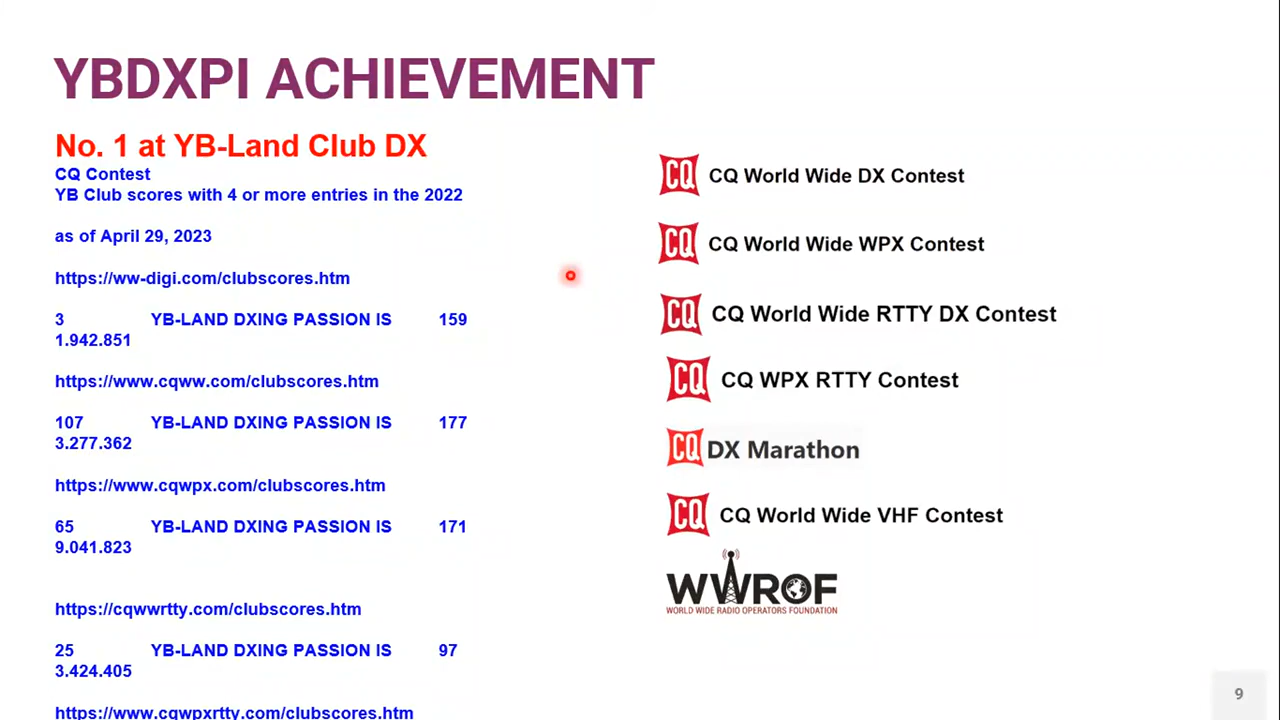 YBDXPI ACHIEVEMENT
No. 1 at YB-Land Club DX
CQ Contest
YB Club scores with 4 or more entries in the 2022
as of April 29, 2023
https://ww-digi.com/clubscores.htm
3 YB-LAND DXING PASSION IS 159
1.942.851
https://www.cqww.com/clubscores.htm
107 YB-LAND DXING PASSION IS 177
3.277.362
https://www.cqwpx.com/clubscores.htm
65 YB-LAND DXING PASSION IS 171
9.041.823
https://cqwwrtty.com/clubscores.htm
25 YB-LAND DXING PASSION IS 97
3.424.405
https://www.cqwpxrtty.com/clubscores.htm
CQ CQ World Wide DX Contest
CQ CQ World Wide WPX Contest
CQ CQ World Wide RTTY DX Contest
CQ CQ WPX RTTY Contest
CQ DX Marathon
CQ CQ World Wide VHF Contest
WWROF
WORLD WIDE RADIO OPERATORS FOUNDATION
9